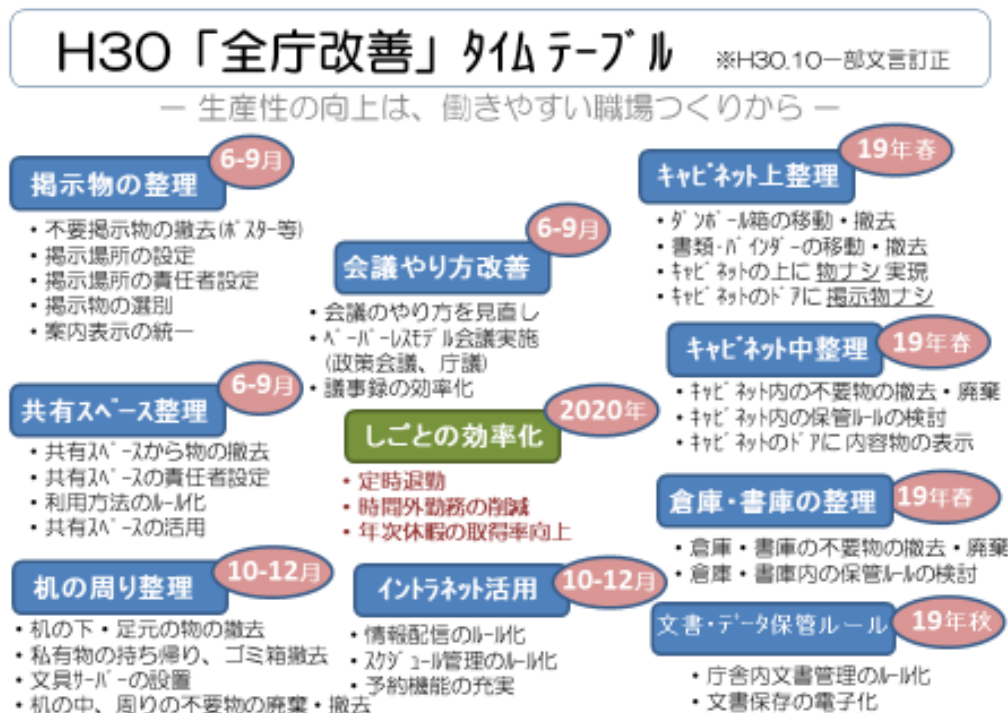 H30「全庁改善」ﾀｲﾑ ﾃｰﾌﾞﾙ ※H30.10一部文言訂正
― 生産性の向上は、働きやすい職場つくりから ―
掲示物の整理 6-9月
・不要掲示物の撤去(ﾎﾟｽﾀｰ等)
・掲示場所の設定
・掲示場所の責任者設定
・掲示物の選別
・案内表示の統一
共有ｽﾍﾟｰｽ整理 6-9月
・共有ｽﾍﾟｰｽから物の撤去
・共有ｽﾍﾟｰｽの責任者設定
・利用方法のﾙｰﾙ化
・共有ｽﾍﾟｰｽの活用
机の周り整理 10-12月
・机の下・足元の物の撤去
・私有物の持ち帰り、ゴミ箱撤去
・文具ｻｰﾊﾞｰの設置
・机の中、周りの不要物の廃棄・撤去
会議やり方改善 6-9月
・会議のやり方を見直し
・ﾍﾟｰﾊﾟｰﾚｽﾓﾃﾞﾙ会議実施
(政策会議、庁議)
・議事録の効率化
しごとの効率化 2020年
・定時退勤
・時間外勤務の削減
・年次休暇の取得率向上
イントラネット活用 10-12月
・情報配信のﾙｰﾙ化
・ｽｹｼﾞｭｰﾙ管理のﾙｰﾙ化
・予約機能の充実
ｷｬﾋﾞﾈｯﾄ上整理 19年春
・ﾀﾞﾝﾎﾞｰﾙ箱の移動・撤去
・書類･ﾊﾞｲﾝﾀﾞｰの移動・撤去
・ｷｬﾋﾞﾈｯﾄの上に 物ナシ 実現
・ｷｬﾋﾞﾈｯﾄのﾄﾞｱに 掲示物ナシ
ｷｬﾋﾞﾈｯﾄ中整理 19年春
・ｷｬﾋﾞﾈｯﾄ内の不要物の撤去・廃棄
・ｷｬﾋﾞﾈｯﾄ内の保管ﾙｰﾙの検討
・ｷｬﾋﾞﾈｯﾄのﾄﾞｱに 内容物の表示
倉庫・書庫の整理 19年春
・倉庫・書庫の不要物の撤去・廃棄
・倉庫・書庫内の保管ﾙｰﾙの検討
文書・ﾃﾞｰﾀ保管ルール 19年秋
・庁舎内文書管理のﾙｰﾙ化
・文書保存の電子化